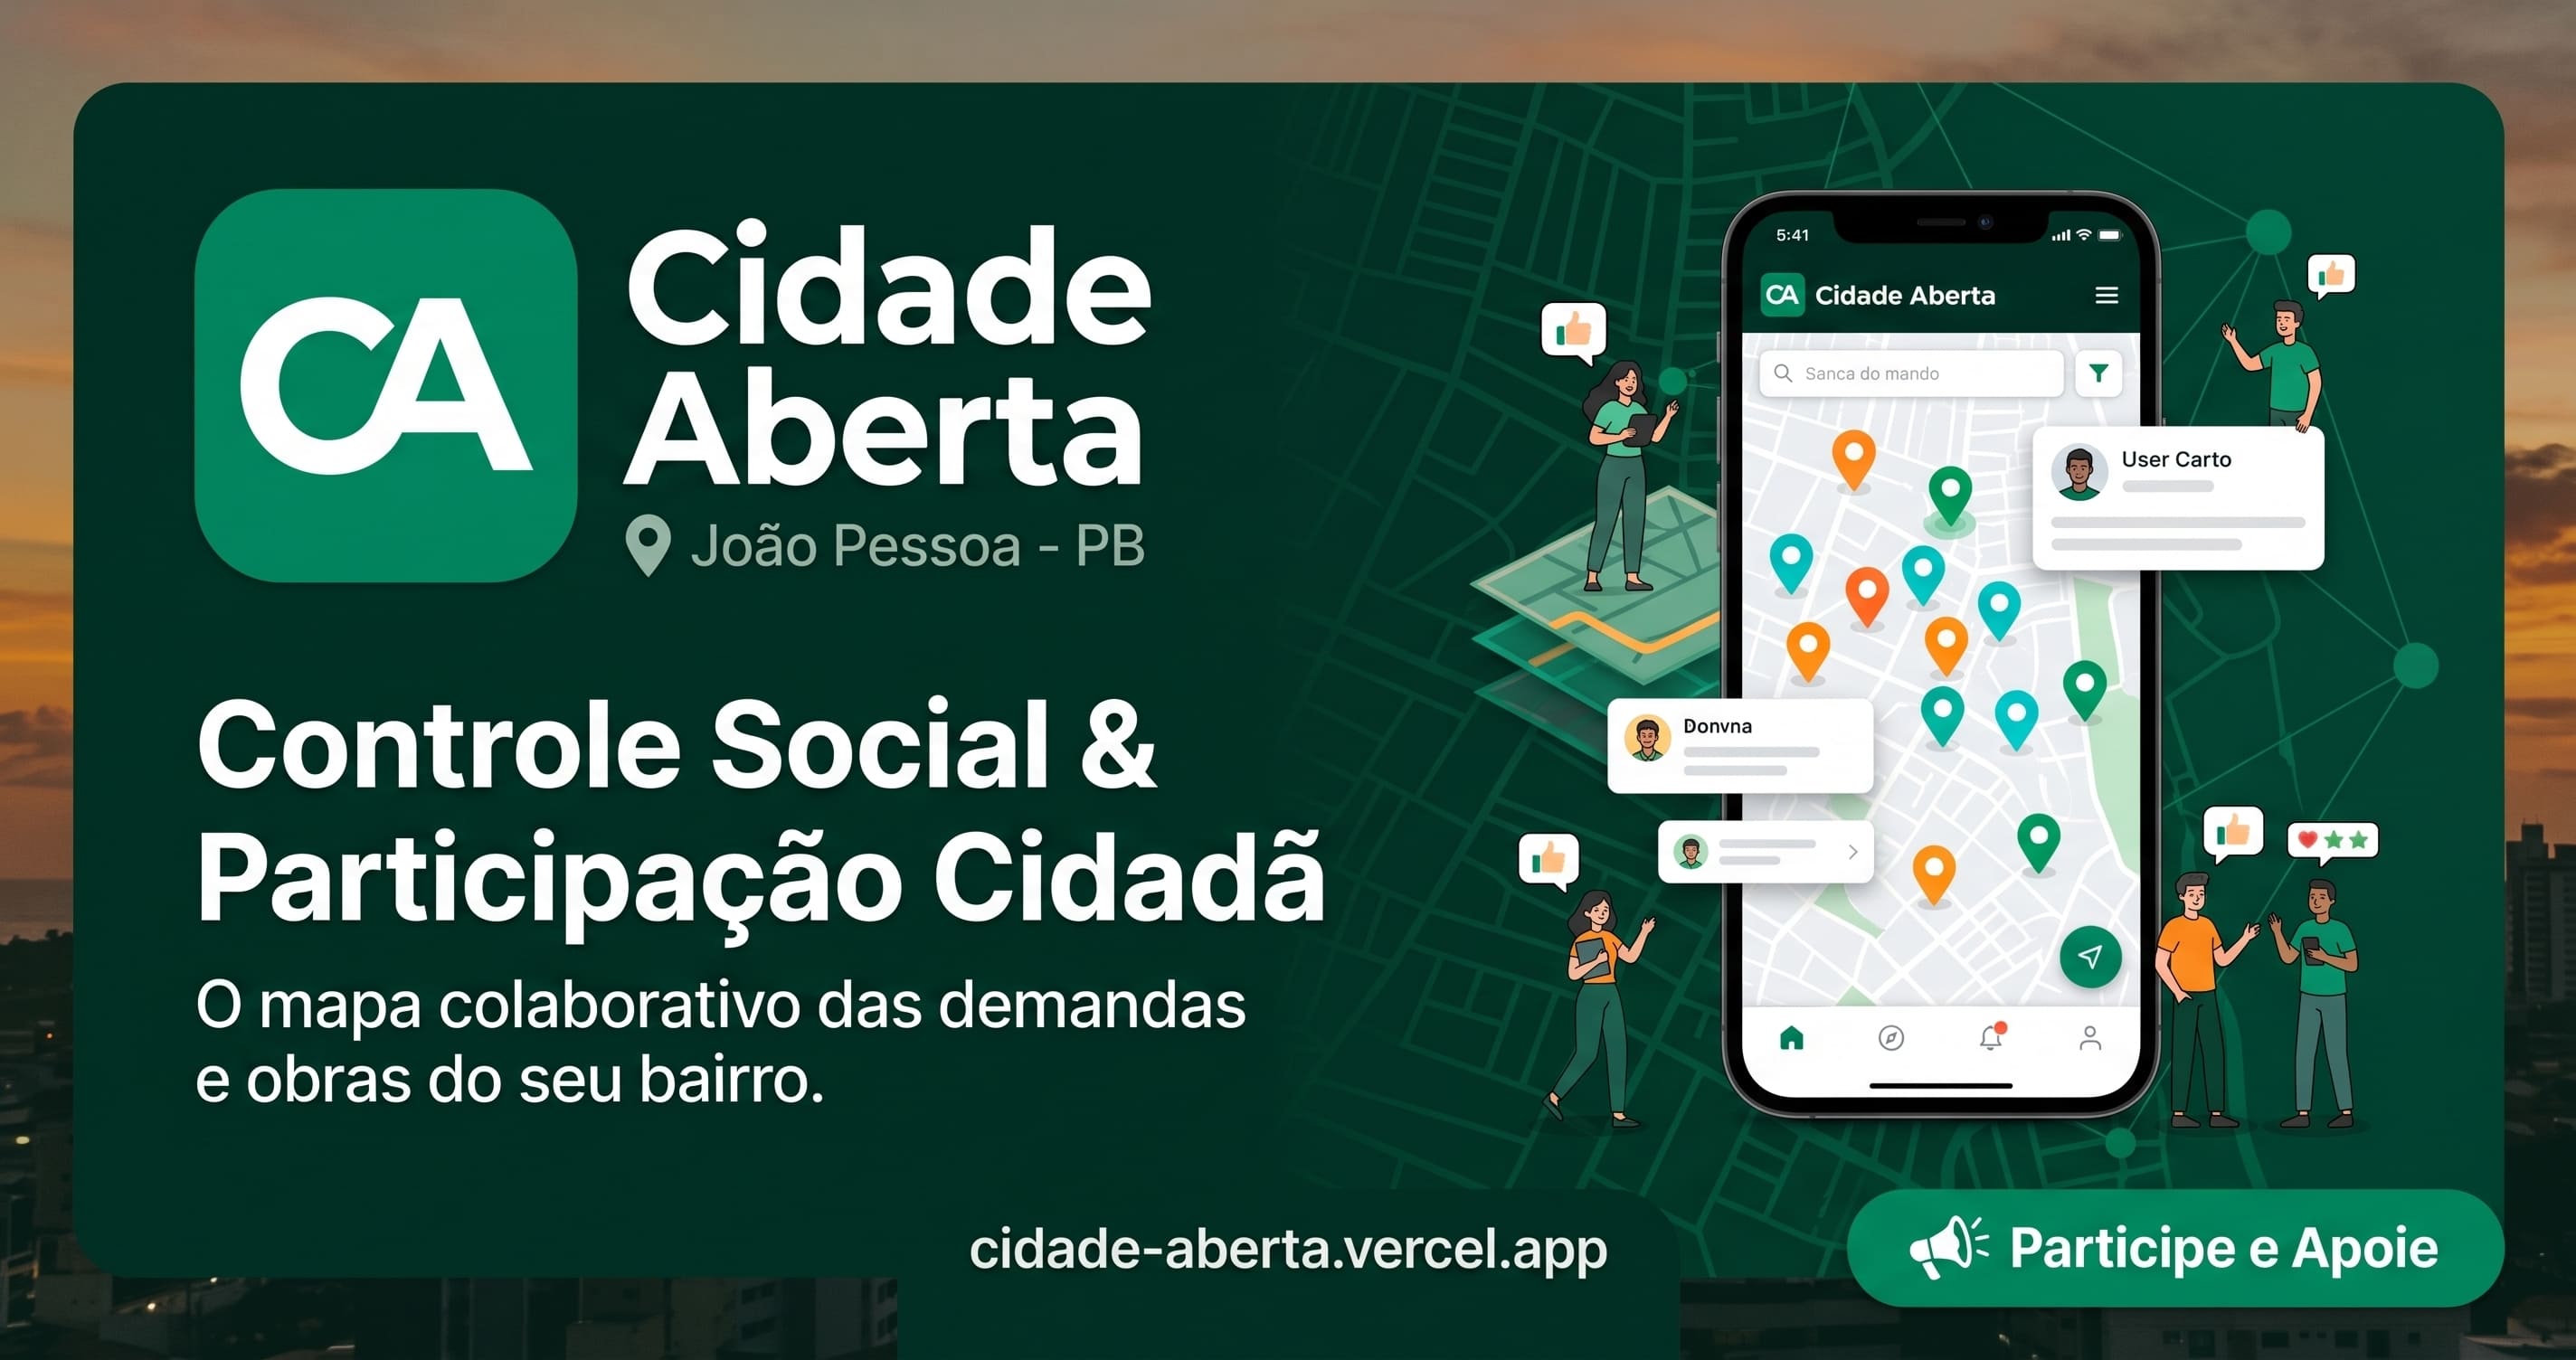 CA
Cidade
Aberta
João Pessoa - PB
Controle Social &
Participação Cidadã
O mapa colaborativo das demandas
e obras do seu bairro.
5:41
CA Cidade Aberta
Sanca do mando
User Carto
Donvna
cidade-aberta.vercel.app
Participe e Apoie